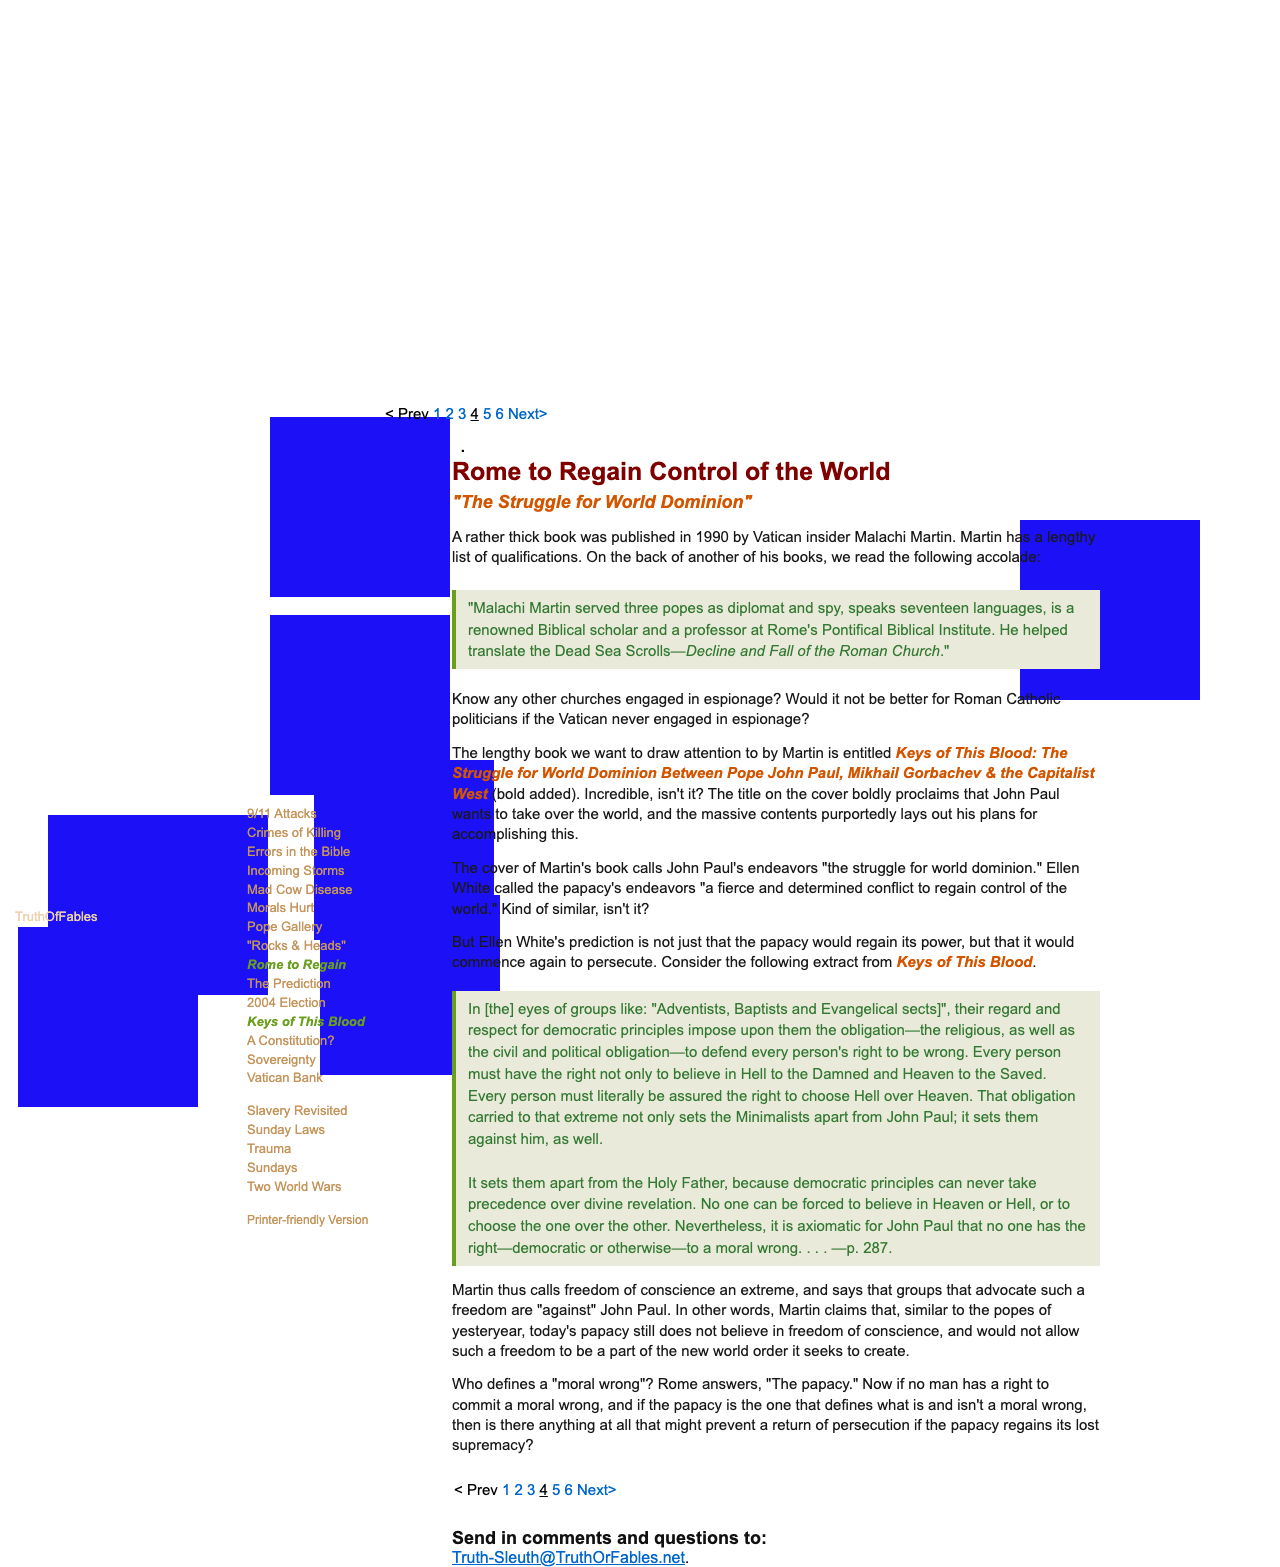 < Prev 1 2 3 4 5 6 Next>
.
Rome to Regain Control of the World
"The Struggle for World Dominion"
A rather thick book was published in 1990 by Vatican insider Malachi Martin. Martin has a lengthy
list of qualifications. On the back of another of his books, we read the following accolade:
"Malachi Martin served three popes as diplomat and spy, speaks seventeen languages, is a
renowned Biblical scholar and a professor at Rome's Pontifical Biblical Institute. He helped
translate the Dead Sea Scrolls—Decline and Fall of the Roman Church."
Know any other churches engaged in espionage? Would it not be better for Roman Catholic
politicians if the Vatican never engaged in espionage?
The lengthy book we want to draw attention to by Martin is entitled Keys of This Blood: The
Struggle for World Dominion Between Pope John Paul, Mikhail Gorbachev & the Capitalist
West (bold added). Incredible, isn't it? The title on the cover boldly proclaims that John Paul
wants to take over the world, and the massive contents purportedly lays out his plans for
accomplishing this.
The cover of Martin's book calls John Paul's endeavors "the struggle for world dominion." Ellen
White called the papacy's endeavors "a fierce and determined conflict to regain control of the
world." Kind of similar, isn't it?
But Ellen White's prediction is not just that the papacy would regain its power, but that it would
commence again to persecute. Consider the following extract from Keys of This Blood.
In [the] eyes of groups like: "Adventists, Baptists and Evangelical sects]", their regard and
respect for democratic principles impose upon them the obligation—the religious, as well as
the civil and political obligation—to defend every person's right to be wrong. Every person
must have the right not only to believe in Hell to the Damned and Heaven to the Saved.
Every person must literally be assured the right to choose Hell over Heaven. That obligation
carried to that extreme not only sets the Minimalists apart from John Paul; it sets them
against him, as well.
It sets them apart from the Holy Father, because democratic principles can never take
precedence over divine revelation. No one can be forced to believe in Heaven or Hell, or to
choose the one over the other. Nevertheless, it is axiomatic for John Paul that no one has the
right—democratic or otherwise—to a moral wrong. . . . —p. 287.
Martin thus calls freedom of conscience an extreme, and says that groups that advocate such a
freedom are "against" John Paul. In other words, Martin claims that, similar to the popes of
yesteryear, today's papacy still does not believe in freedom of conscience, and would not allow
such a freedom to be a part of the new world order it seeks to create.
Who defines a "moral wrong"? Rome answers, "The papacy." Now if no man has a right to
commit a moral wrong, and if the papacy is the one that defines what is and isn't a moral wrong,
then is there anything at all that might prevent a return of persecution if the papacy regains its lost
supremacy?
< Prev 1 2 3 4 5 6 Next>
Send in comments and questions to:
Truth-Sleuth@TruthOrFables.net.
TruthOfFables
9/11 Attacks
Crimes of Killing
Errors in the Bible
Incoming Storms
Mad Cow Disease
Morals Hurt
Pope Gallery
"Rocks & Heads"
Rome to Regain
The Prediction
2004 Election
Keys of This Blood
A Constitution?
Sovereignty
Vatican Bank
Slavery Revisited
Sunday Laws
Trauma
Sundays
Two World Wars
Printer-friendly Version